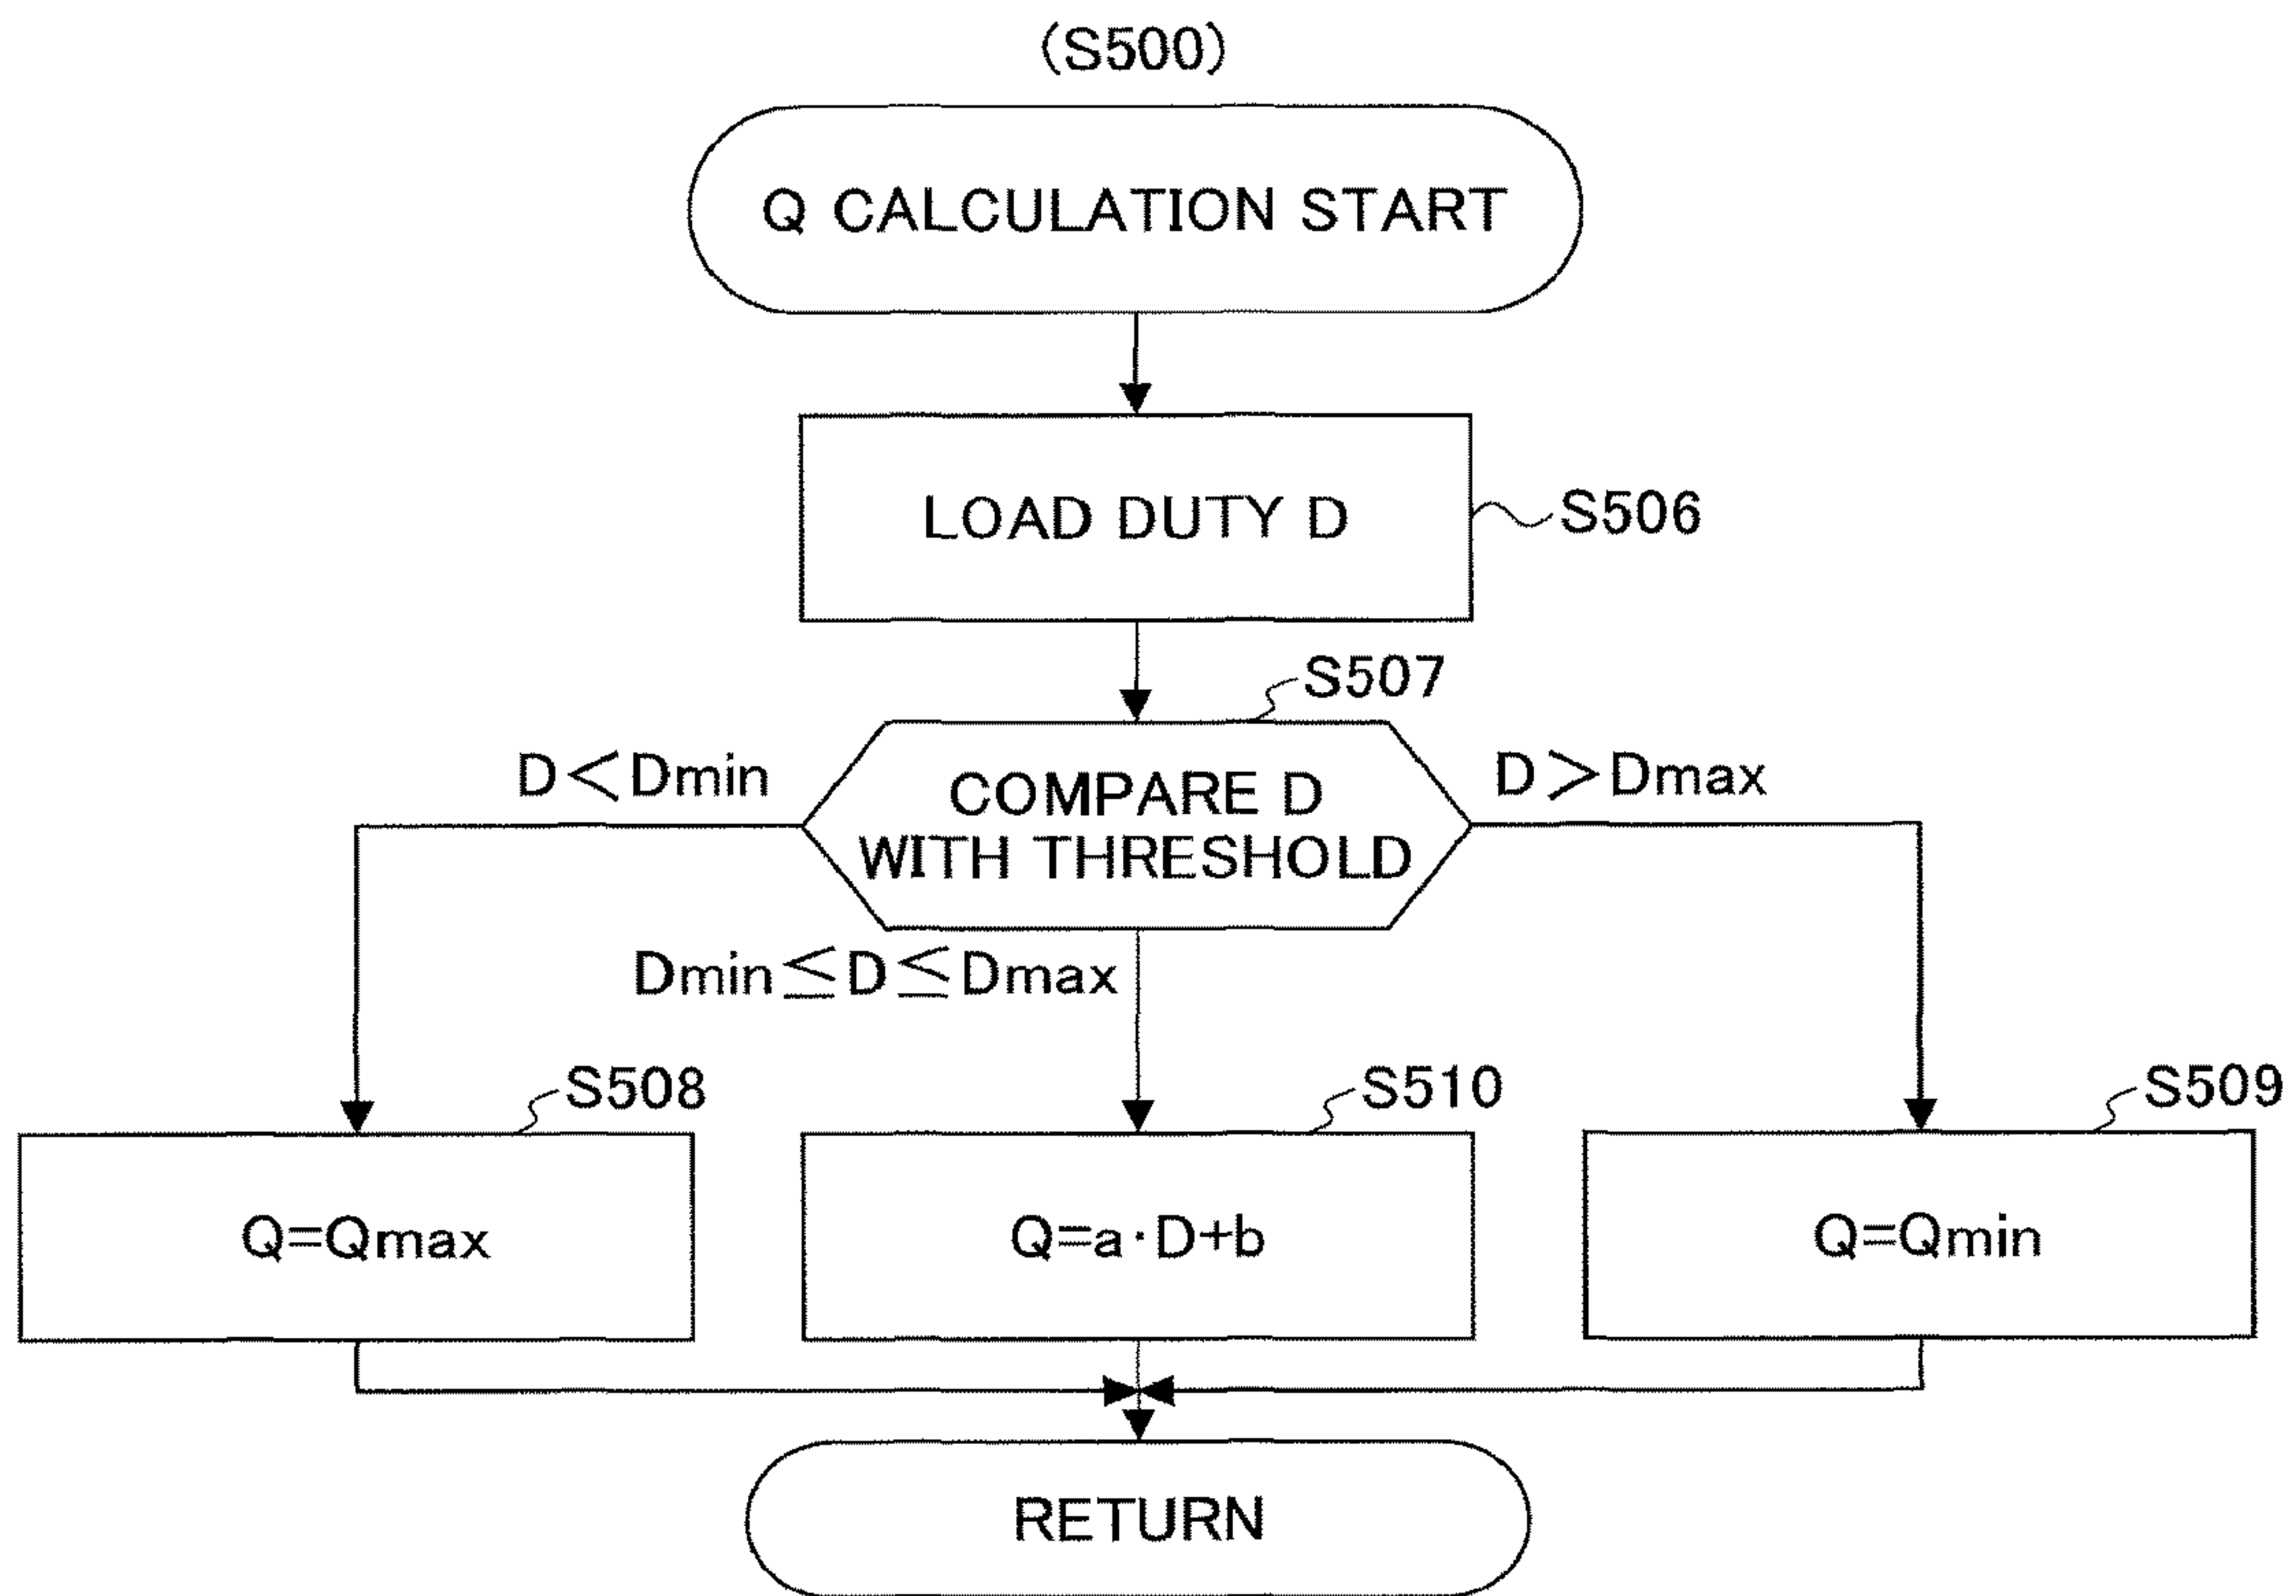 (S500)
Q CALCULATION START
LOAD DUTY D
S506
S507
D<Dmin
COMPARE D
WITH THRESHOLD
D>Dmax
Dmin≦D≦Dmax
S508
S510
S509
Q=Qmax
Q=a·D+b
Q=Qmin
RETURN